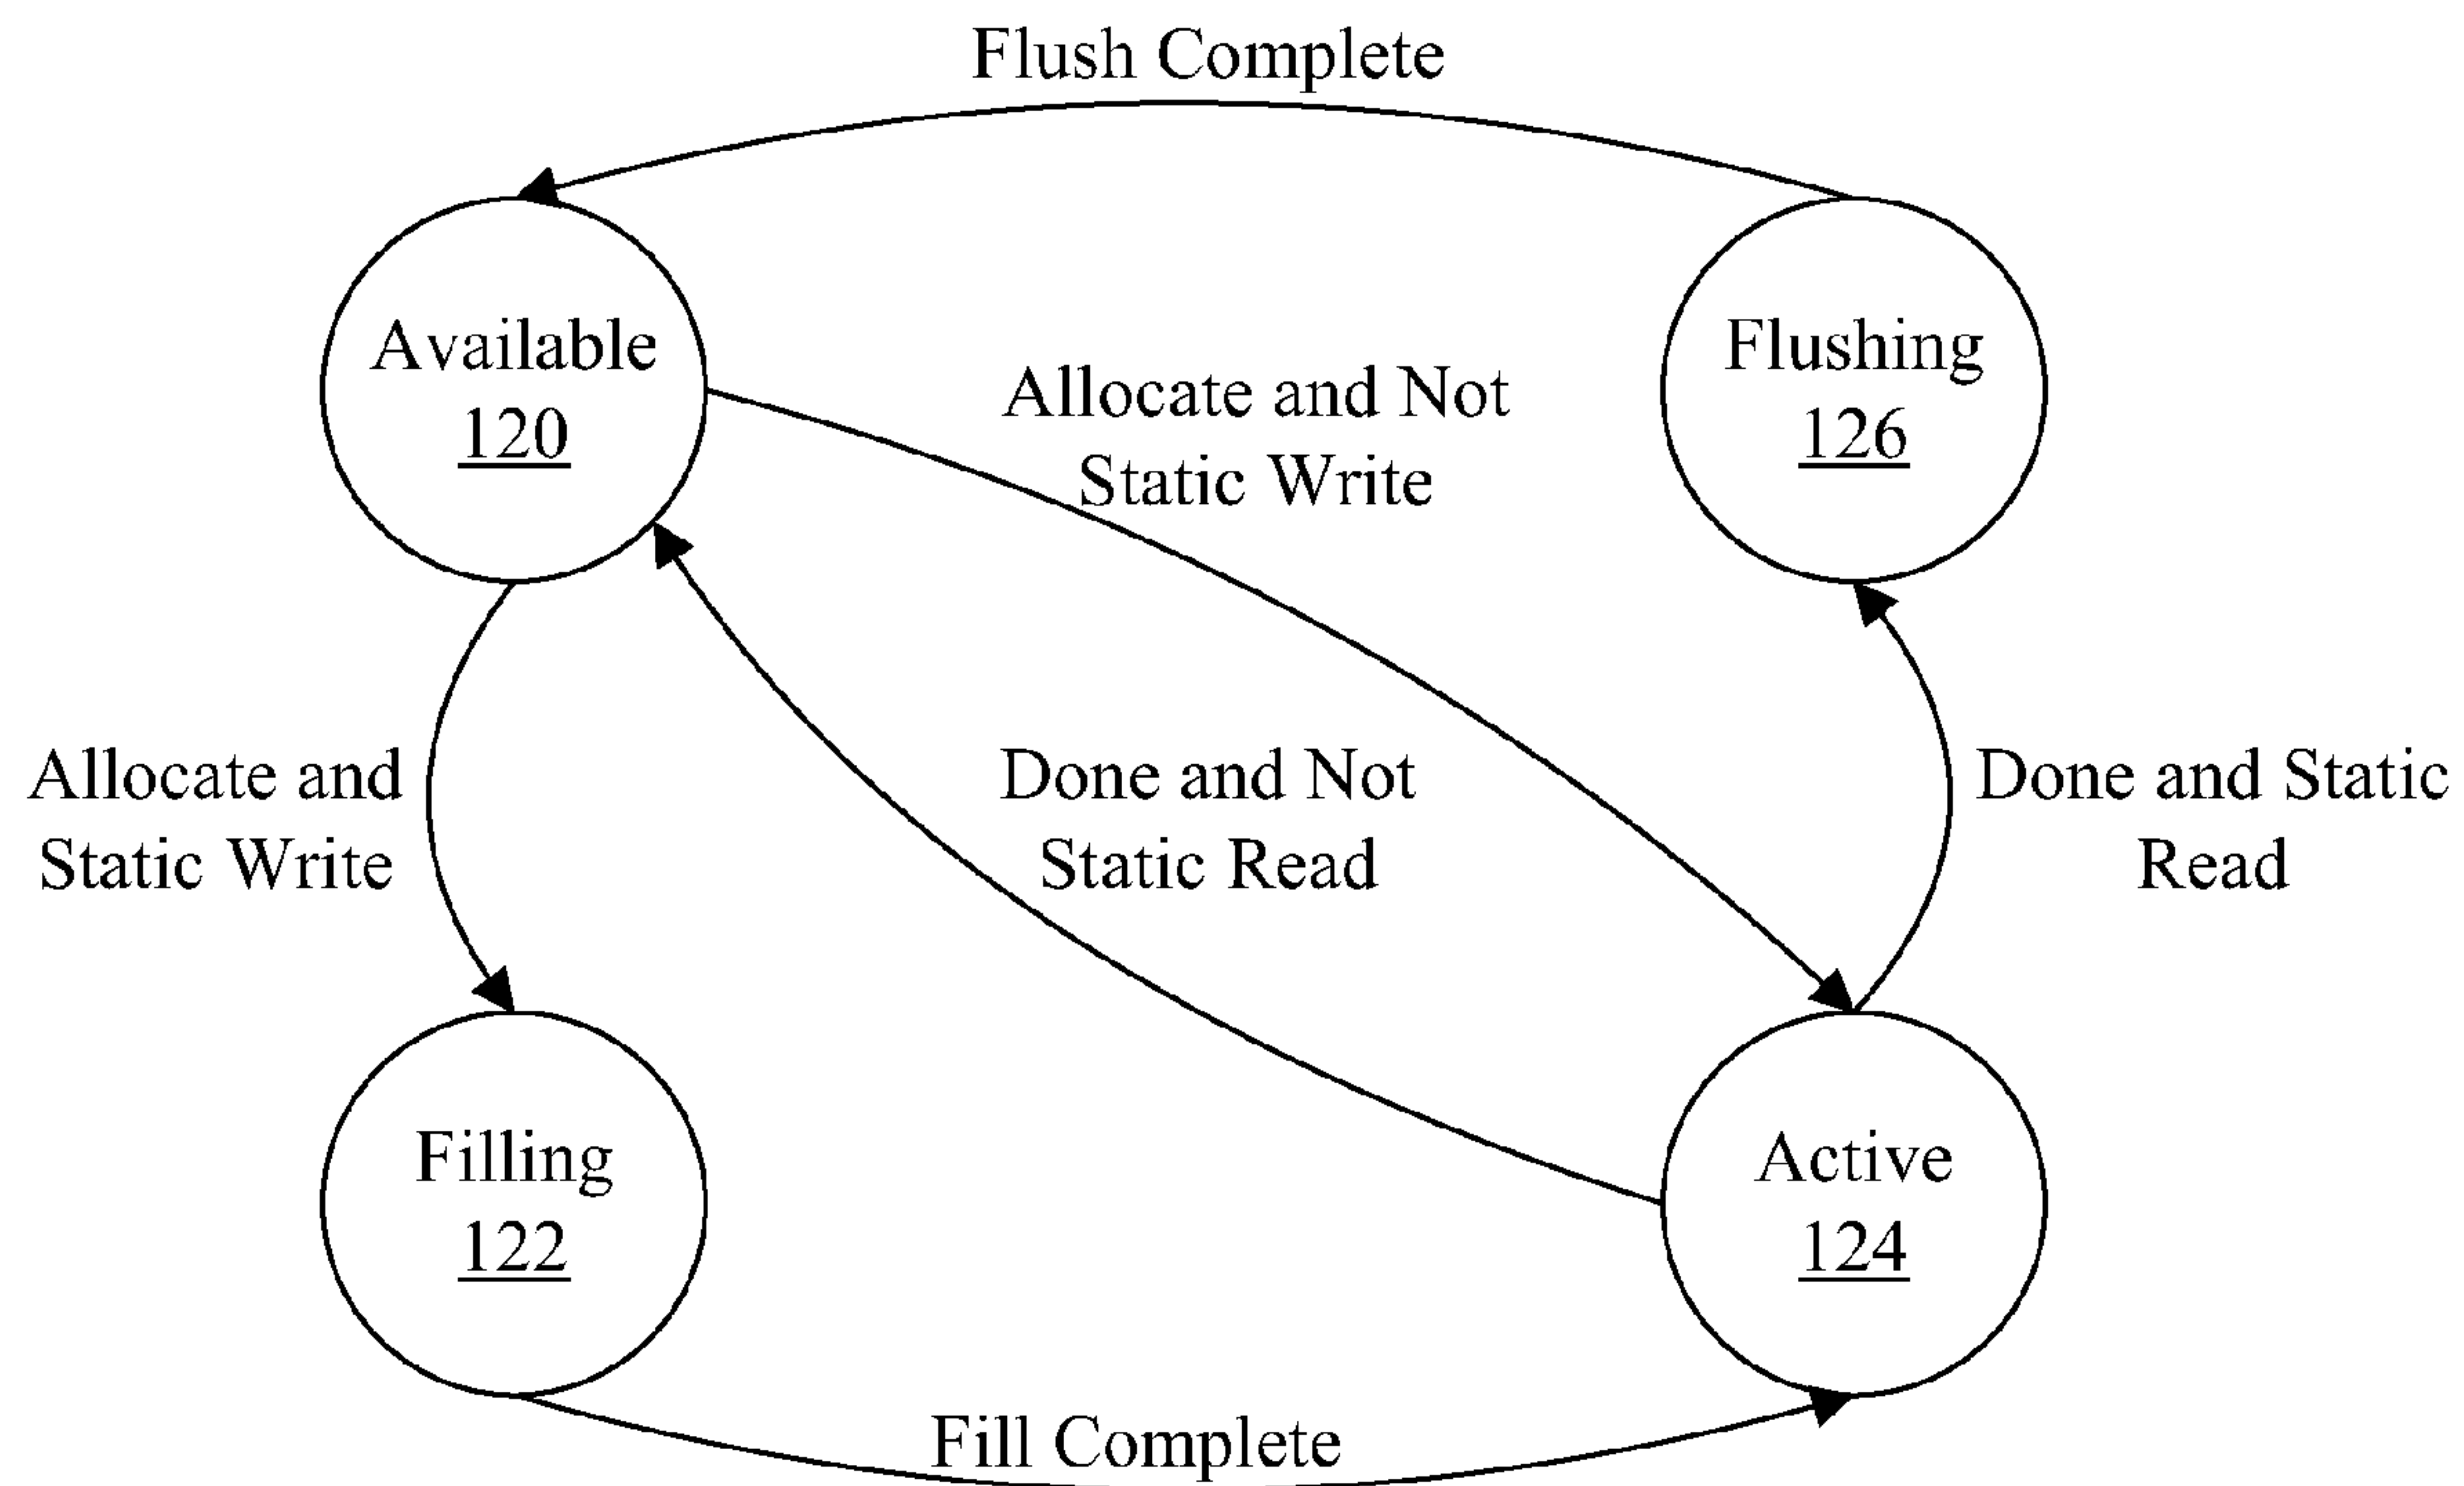 Flush Complete
Available
120
Flushing
126
Allocate and Not
Static Write
Allocate and
Static Write
Done and Not
Static Read
Done and Static
Read
Filling
122
Active
124
Fill Complete